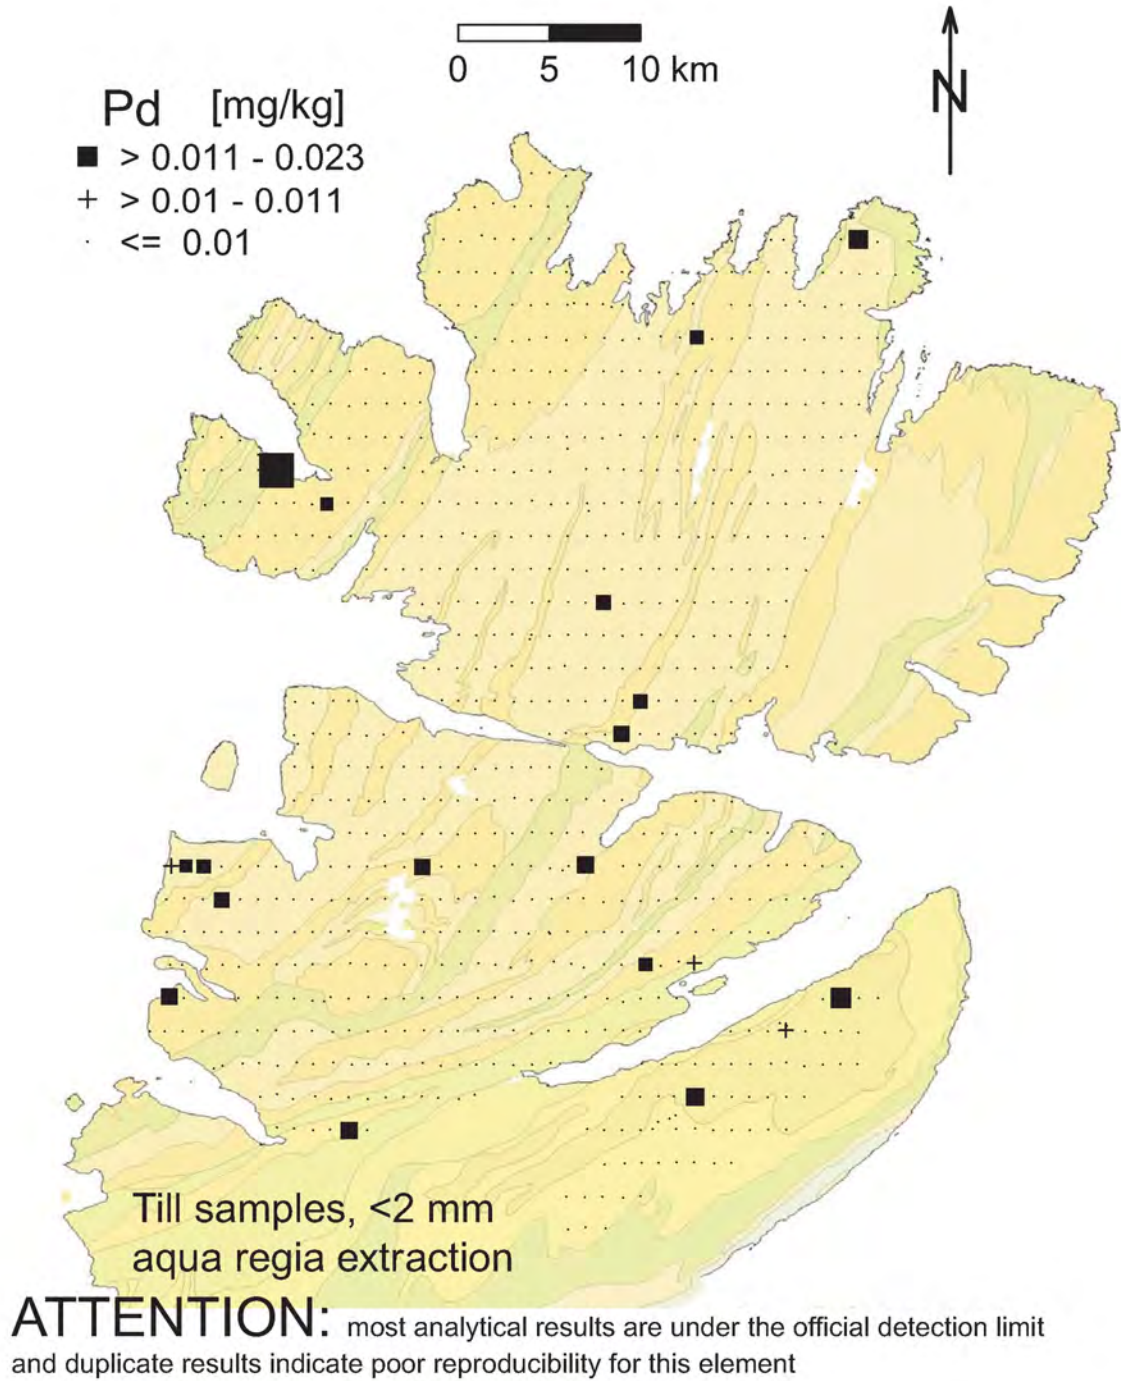 0 5 10 km
N
Pd [mg/kg]
> 0.011 - 0.023
> 0.01 - 0.011
<= 0.01
Till samples, <2 mm
aqua regia extraction
ATTENTION: most analytical results are under the official detection limit
and duplicate results indicate poor reproducibility for this element